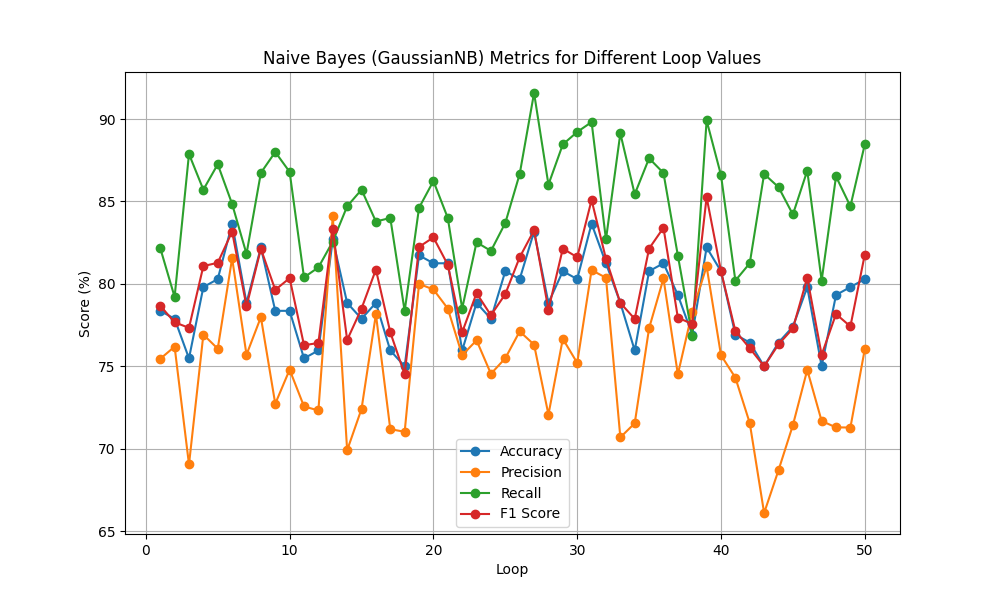 Naive Bayes (GaussianNB) Metrics for Different Loop Values
Score (%)
90
85
80
75
70
65
Accuracy
Precision
Recall
F1 Score
0 10 20 30 40 50
Loop